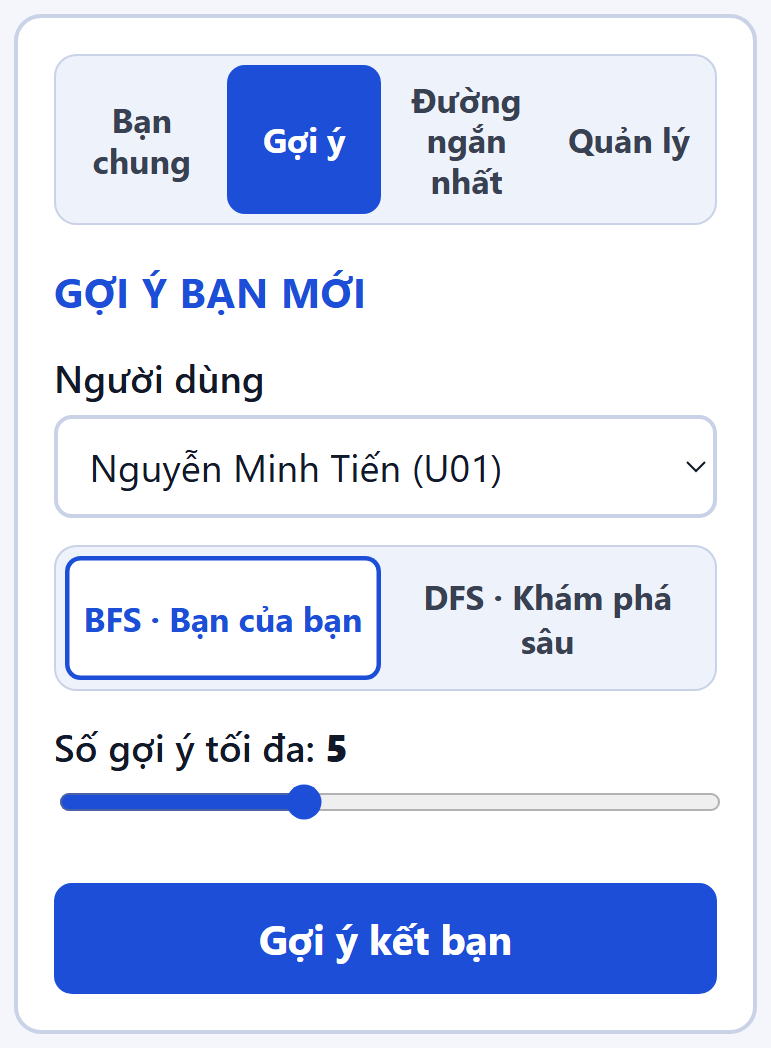 Bạn
chung
Gợi ý
Đường
ngắn
nhất
Quản lý
GỢI Ý BẠN MỚI
Người dùng
Nguyễn Minh Tiến (U01)
BFS · Bạn của bạn
DFS · Khám phá
sâu
Số gợi ý tối đa: 5
Gợi ý kết bạn